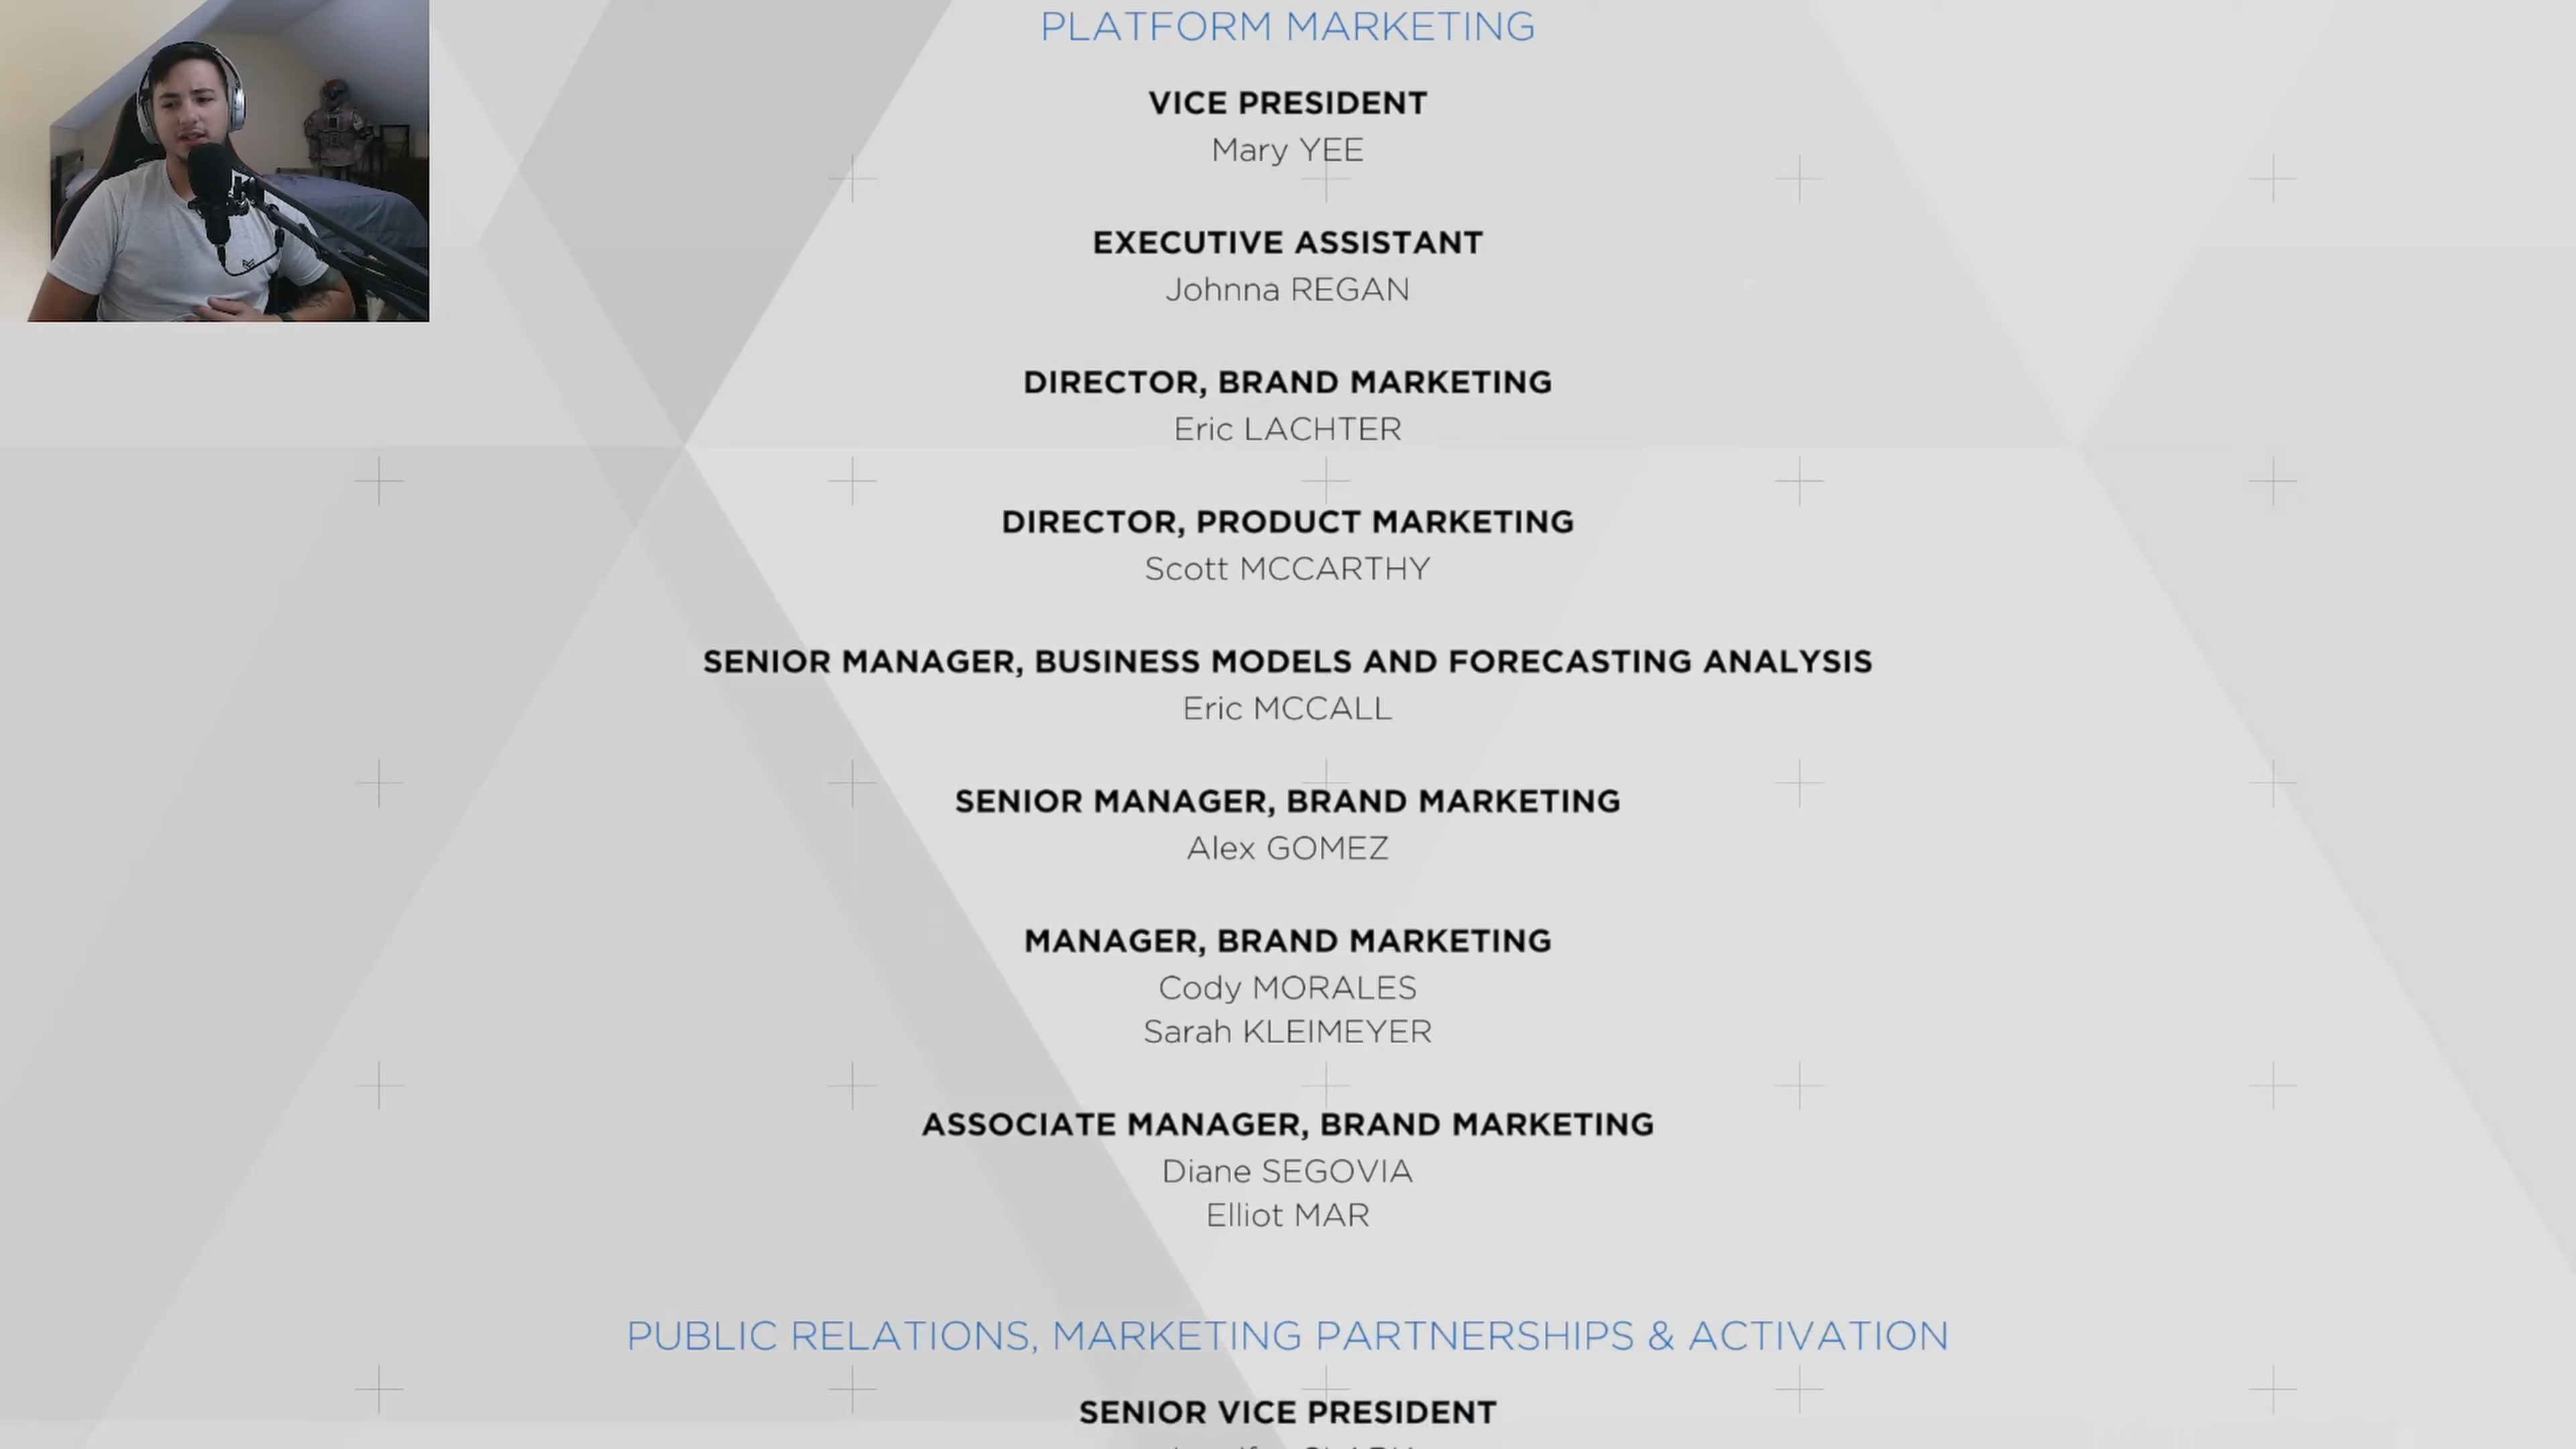 PLATFORM MARKETING
VICE PRESIDENT
Mary YEE
EXECUTIVE ASSISTANT
Johnna REGAN
DIRECTOR, BRAND MARKETING
Eric LACHTER
DIRECTOR, PRODUCT MARKETING
Scott MCCARTHY
SENIOR MANAGER, BUSINESS MODELS AND FORECASTING ANALYSIS
Eric MCCALL
SENIOR MANAGER, BRAND MARKETING
Alex GOMEZ
MANAGER, BRAND MARKETING
Cody MORALES
Sarah KLEIMEYER
ASSOCIATE MANAGER, BRAND MARKETING
Diane SEGOVIA
Elliot MAR
PUBLIC RELATIONS, MARKETING PARTNERSHIPS & ACTIVATION
SENIOR VICE PRESIDENT